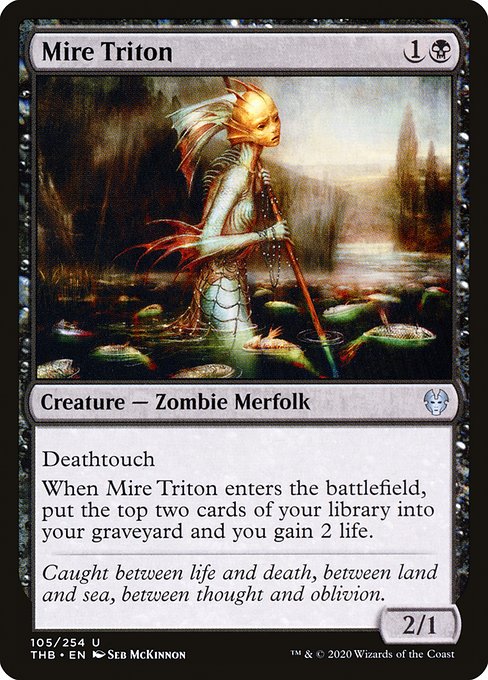 Mire Triton 1
Creature — Zombie Merfolk
Deathtouch
When Mire Triton enters the battlefield,
put the top two cards of your library into
your graveyard and you gain 2 life.
Caught between life and death, between land
and sea, between thought and oblivion.
2/1
105/254 U
THB • EN Seb McKinnon
™ & © 2020 Wizards of the Coast